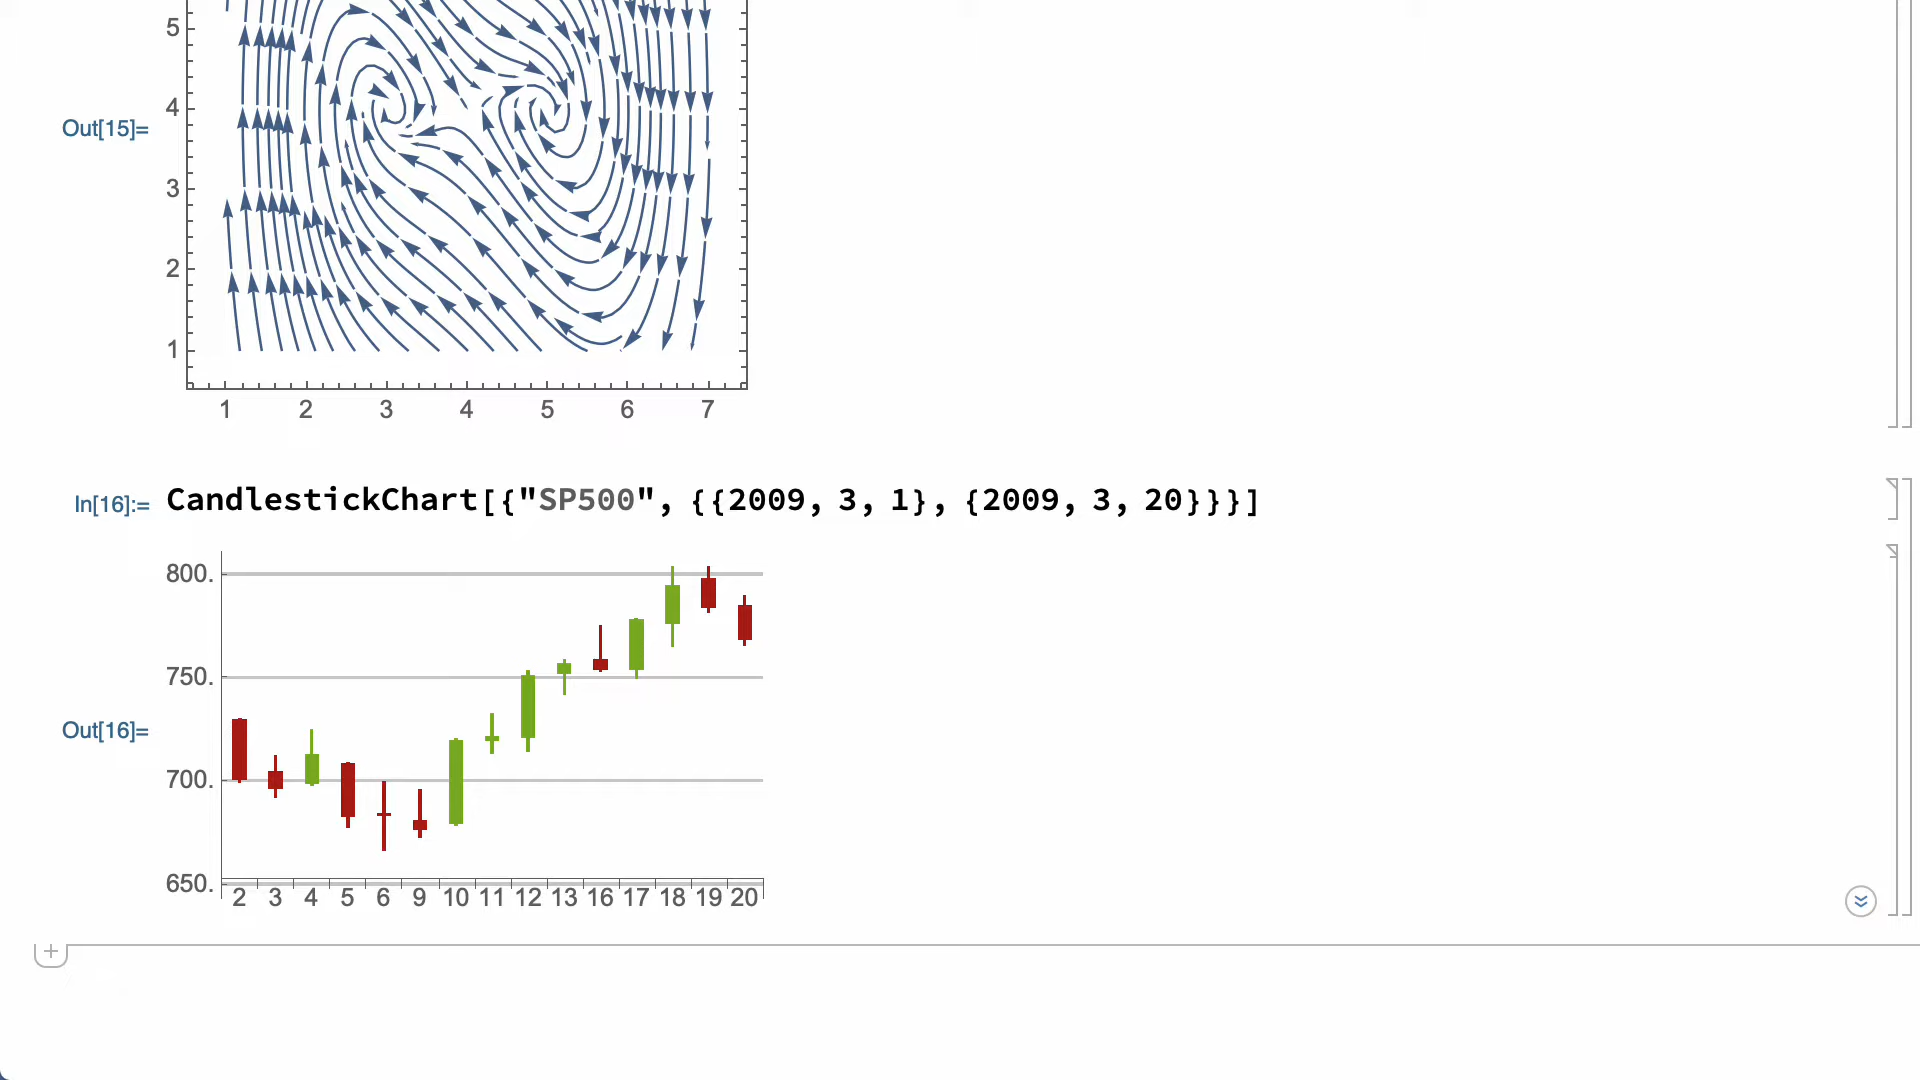 5
4
Out[15]=
3
2
1
1 2 3 4 5 6 7
In[16]:= CandlestickChart[{"SP500", {{2009, 3, 1}, {2009, 3, 20}}}]
800.
750.
Out[16]=
700.
650.
2 3 4 5 6 9 10 11 12 13 16 17 18 19 20